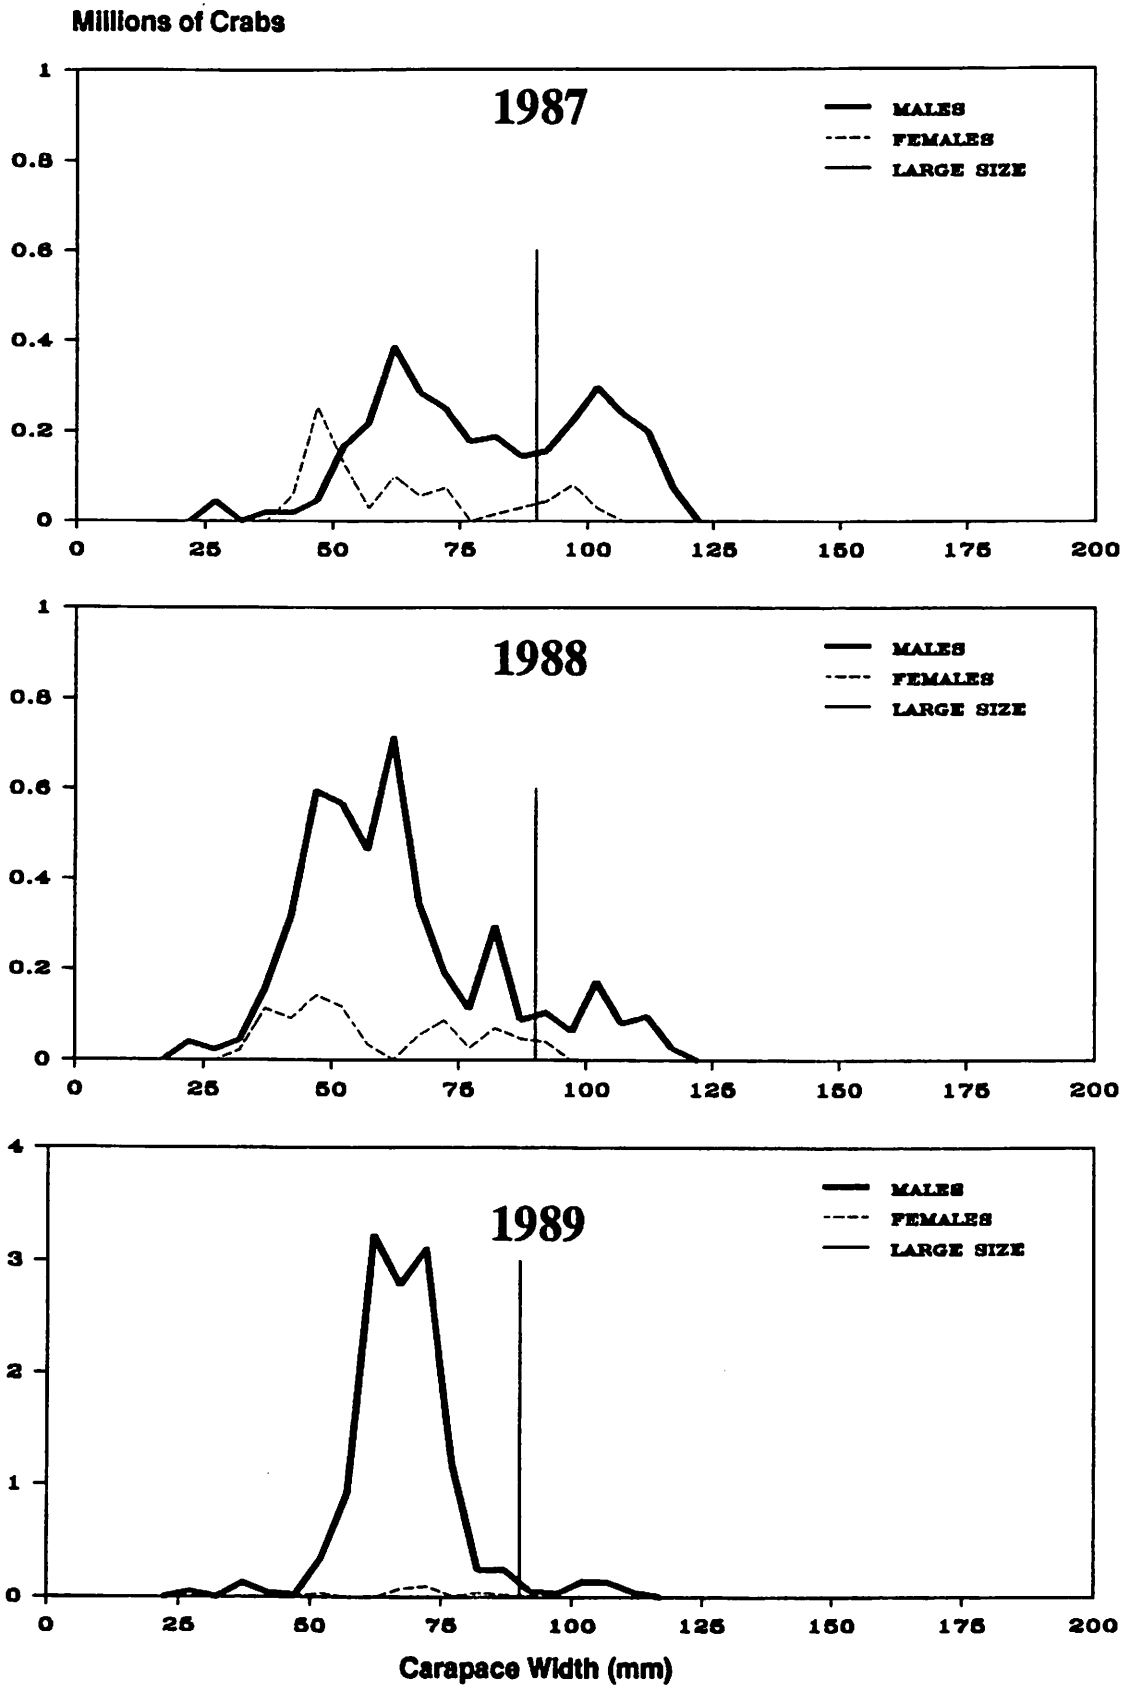 Millions of Crabs
1
1987
MALES
0.8
FEMALES
LARGE SIZE
0.6
0.4
0.2
0
0 25 50 75 100 125 150 175 200
1
1988
MALES
0.8
FEMALES
LARGE SIZE
0.6
0.4
0.2
0
0 25 50 75 100 125 150 175 200
4
1989
MALES
FEMALES
3
LARGE SIZE
2
1
0
0 25 50 75 100 125 150 175 200
Carapace Width (mm)